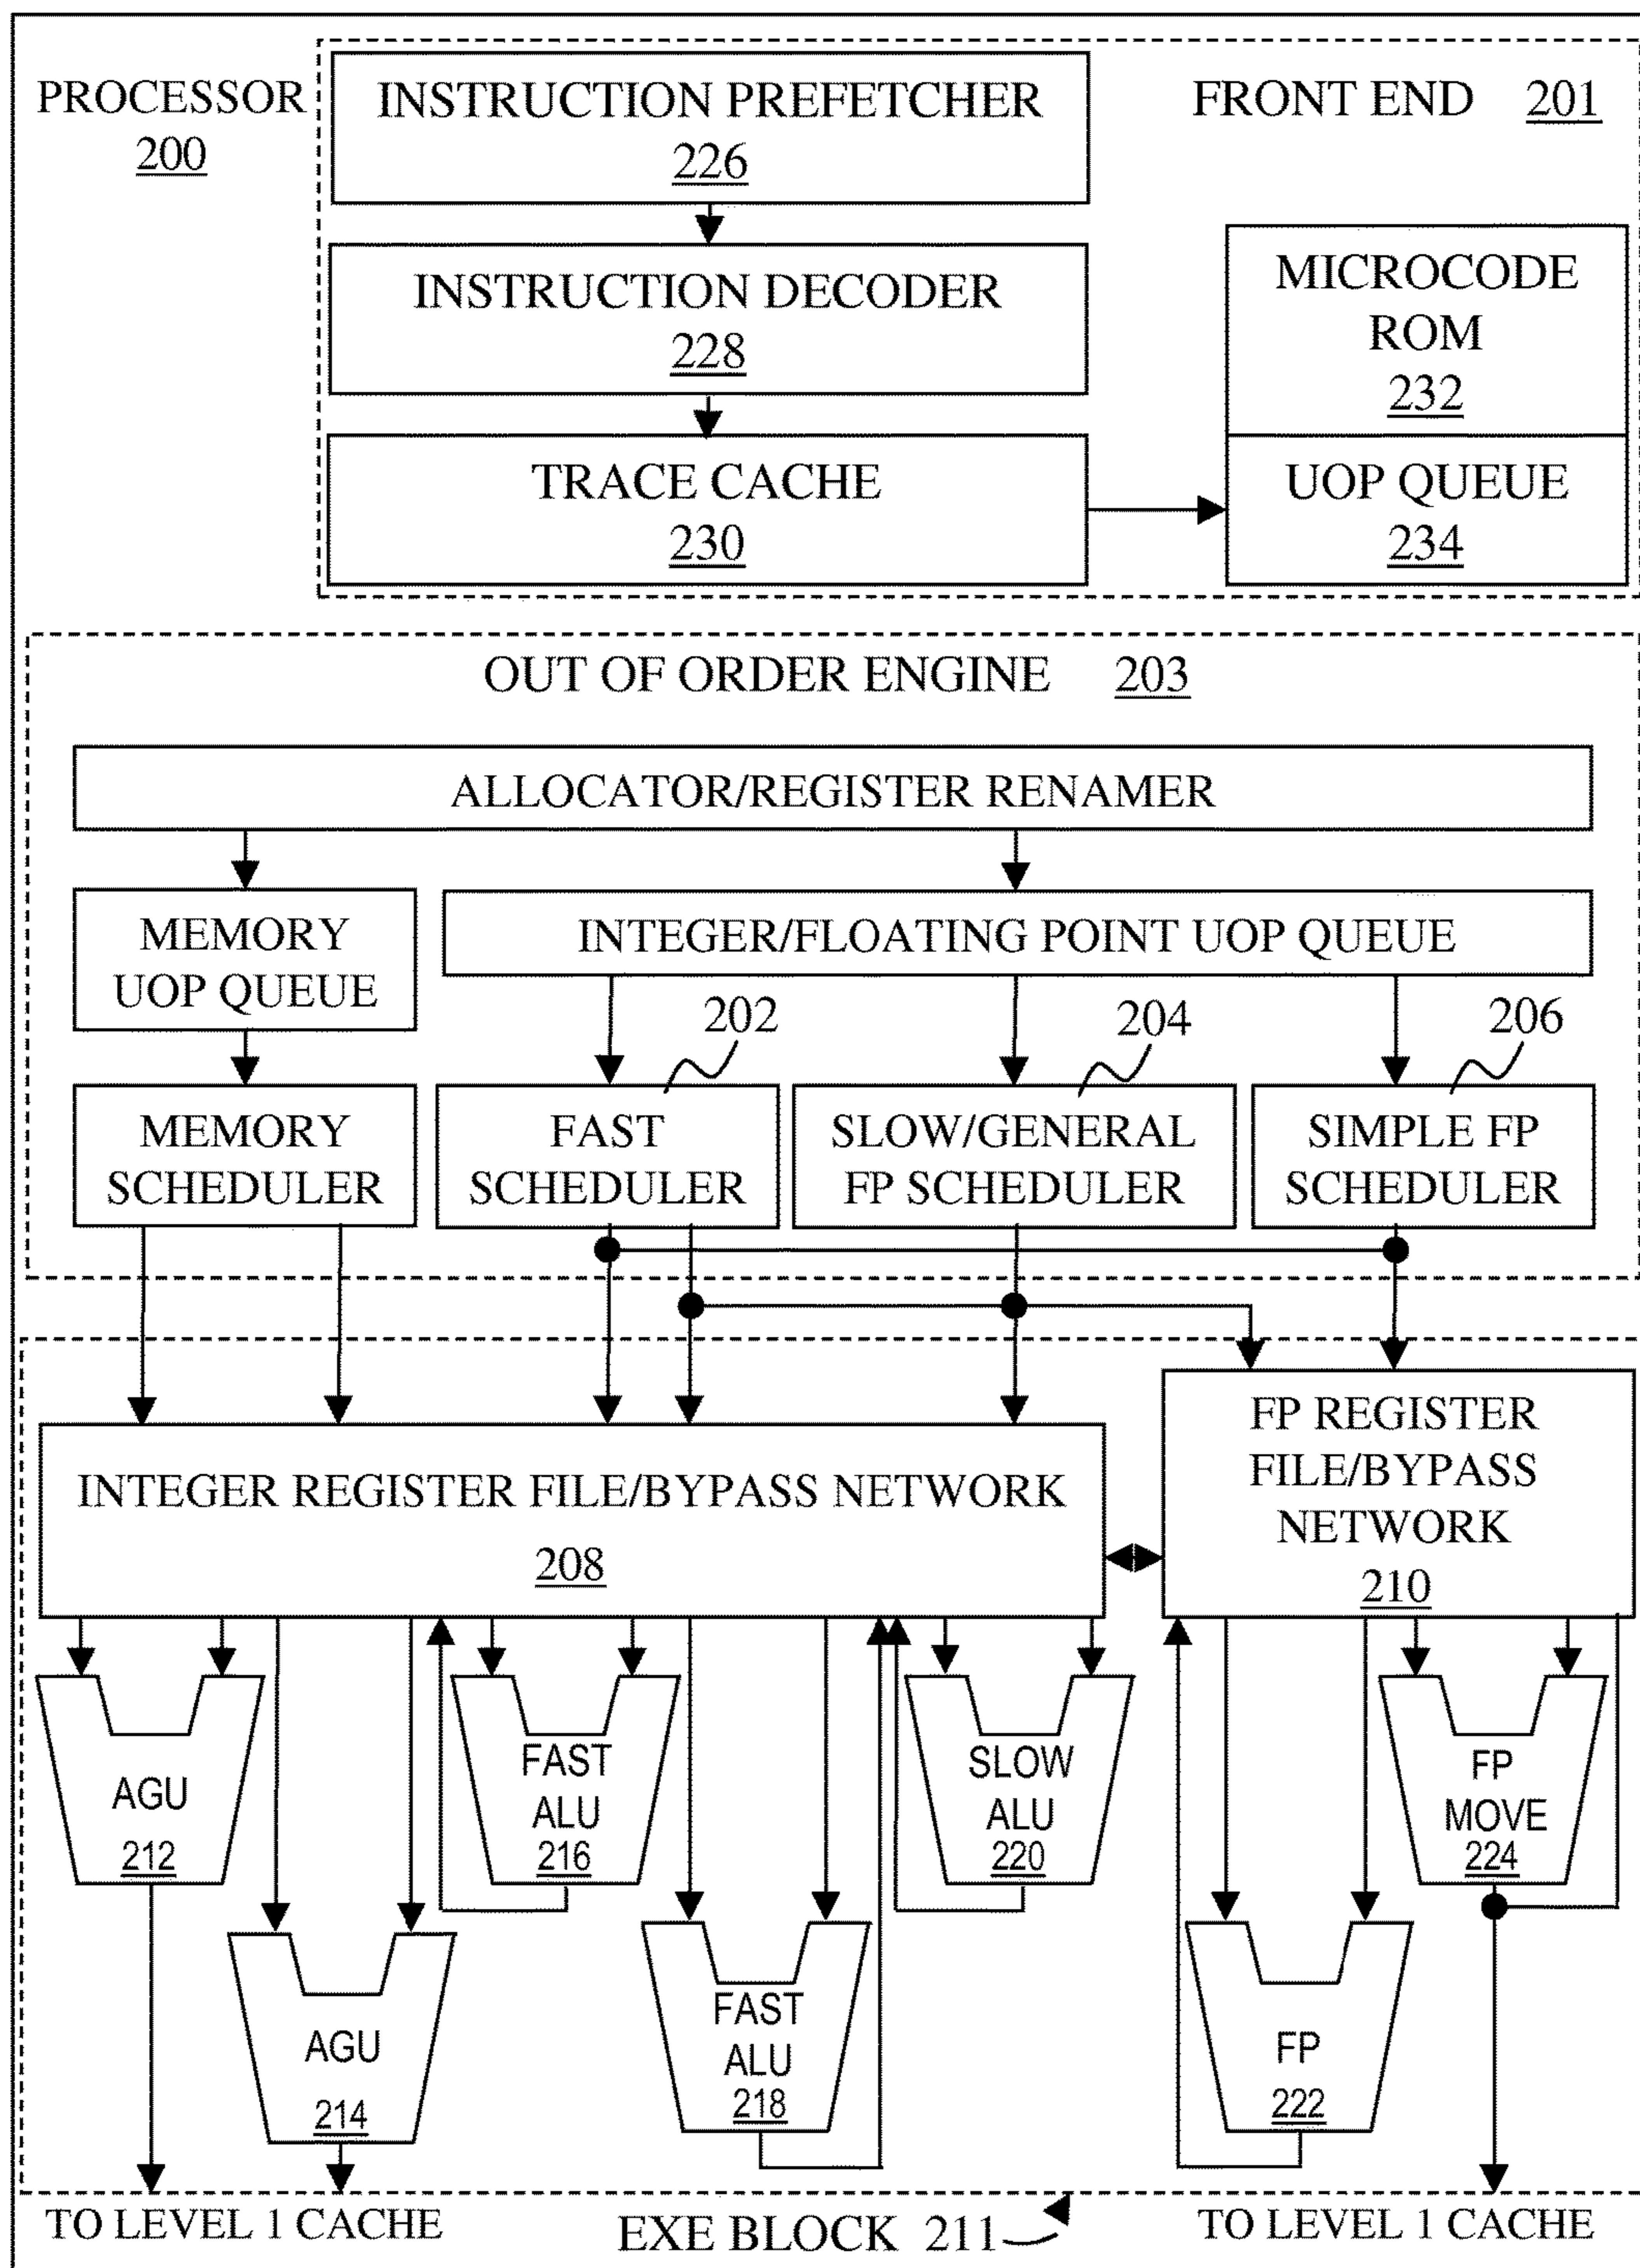 PROCESSOR
200
INSTRUCTION PREFETCHER
226
FRONT END 201
INSTRUCTION DECODER
228
MICROCODE
ROM
232
TRACE CACHE
230
UOP QUEUE
234
OUT OF ORDER ENGINE 203
ALLOCATOR/REGISTER RENAMER
MEMORY
UOP QUEUE
INTEGER/FLOATING POINT UOP QUEUE
202
204
206
MEMORY
SCHEDULER
FAST
SCHEDULER
SLOW/GENERAL
FP SCHEDULER
SIMPLE FP
SCHEDULER
INTEGER REGISTER FILE/BYPASS NETWORK
208
FP REGISTER
FILE/BYPASS
NETWORK
210
AGU
212
FAST
ALU
216
SLOW
ALU
220
FP
MOVE
224
AGU
214
FAST
ALU
218
FP
222
TO LEVEL 1 CACHE
EXE BLOCK 211
TO LEVEL 1 CACHE